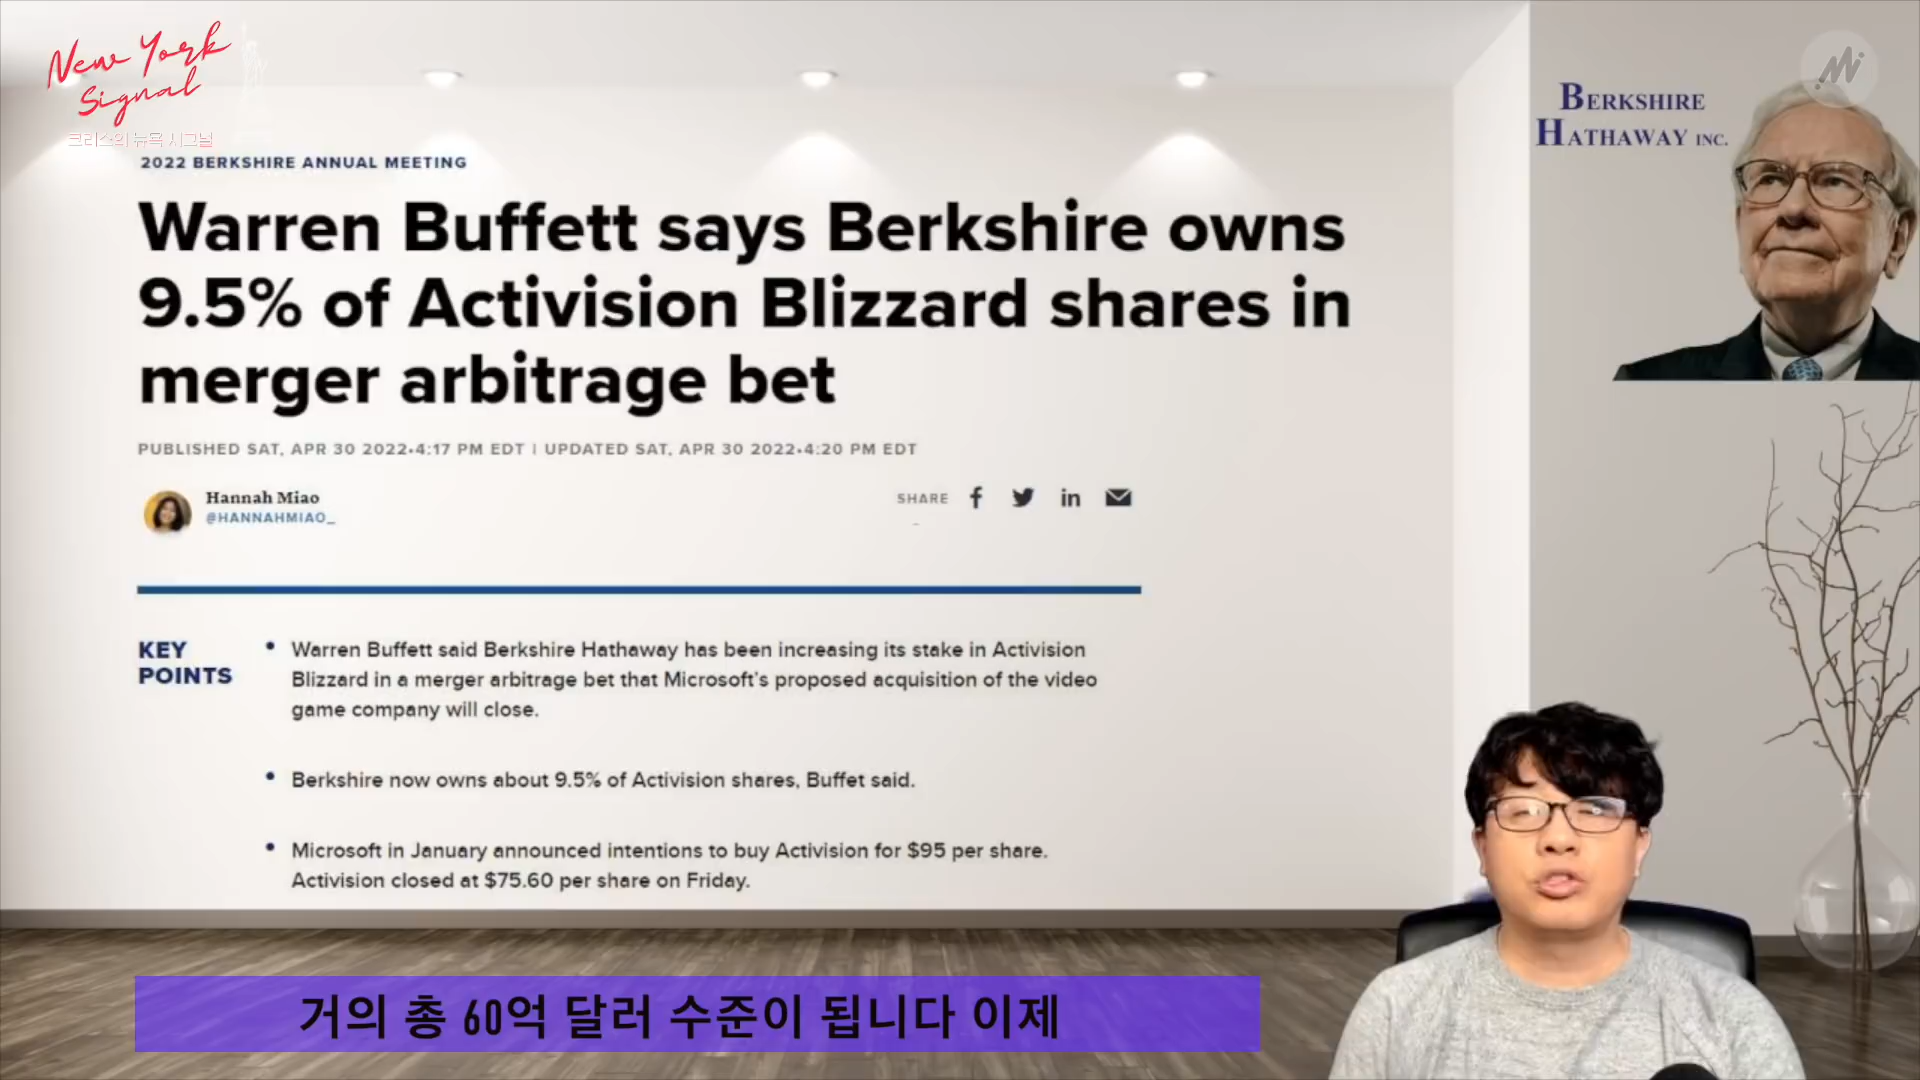 New York
Signal
크리스의 뉴욕 시그널
BERKSHIRE
HATHAWAY INC.
2022 BERKSHIRE ANNUAL MEETING
Warren Buffett says Berkshire owns
9.5% of Activision Blizzard shares in
merger arbitrage bet
PUBLISHED SAT, APR 30 2022•4:17 PM EDT | UPDATED SAT, APR 30 2022•4:20 PM EDT
Hannah Miao
@HANNAHMIAO_
SHARE
KEY
POINTS
• Warren Buffett said Berkshire Hathaway has been increasing its stake in Activision
Blizzard in a merger arbitrage bet that Microsoft's proposed acquisition of the video
game company will close.
• Berkshire now owns about 9.5% of Activision shares, Buffet said.
• Microsoft in January announced intentions to buy Activision for $95 per share.
Activision closed at $75.60 per share on Friday.
거의 총 60억 달러 수준이 됩니다 이제